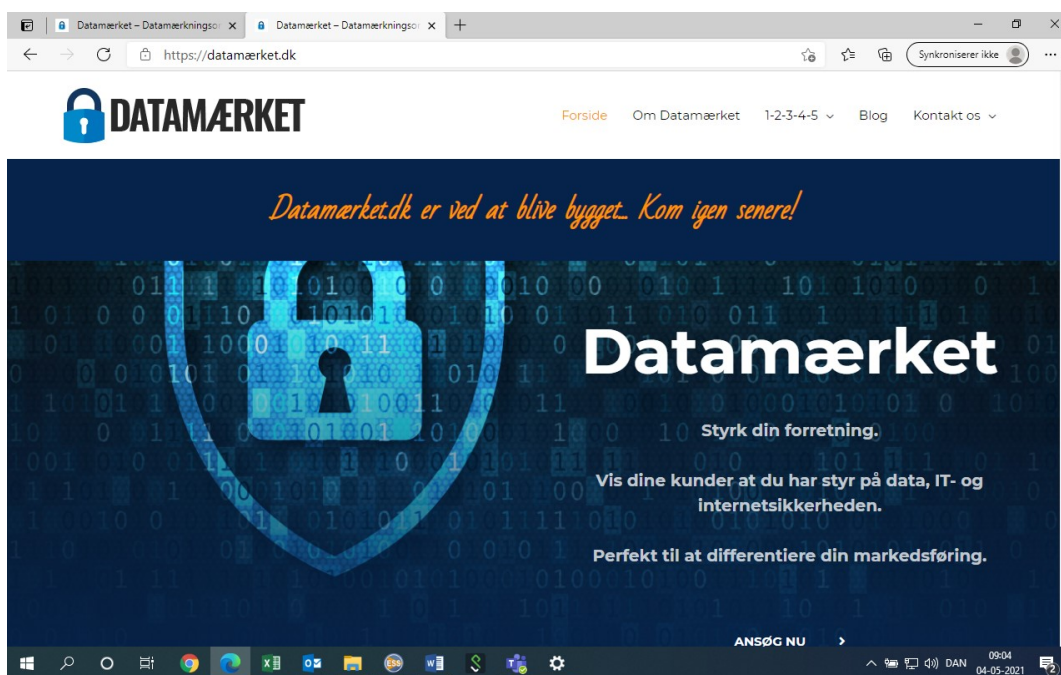 Datamærket – Datamærkningsor
Datamærket – Datamærkningsor
https://datamærket.dk
Synkroniserer ikke
DATAMÆRKET
Forside Om Datamærket 1-2-3-4-5 Blog Kontakt os
Datamærket.dk er ved at blive bygget... Kom igen senere!
Datamærket
Styrk din forretning.
Vis dine kunder at du har styr på data, IT- og
internetsikkerheden.
Perfekt til at differentiere din markedsføring.
ANSØG NU
DAN
09:04
04-05-2021